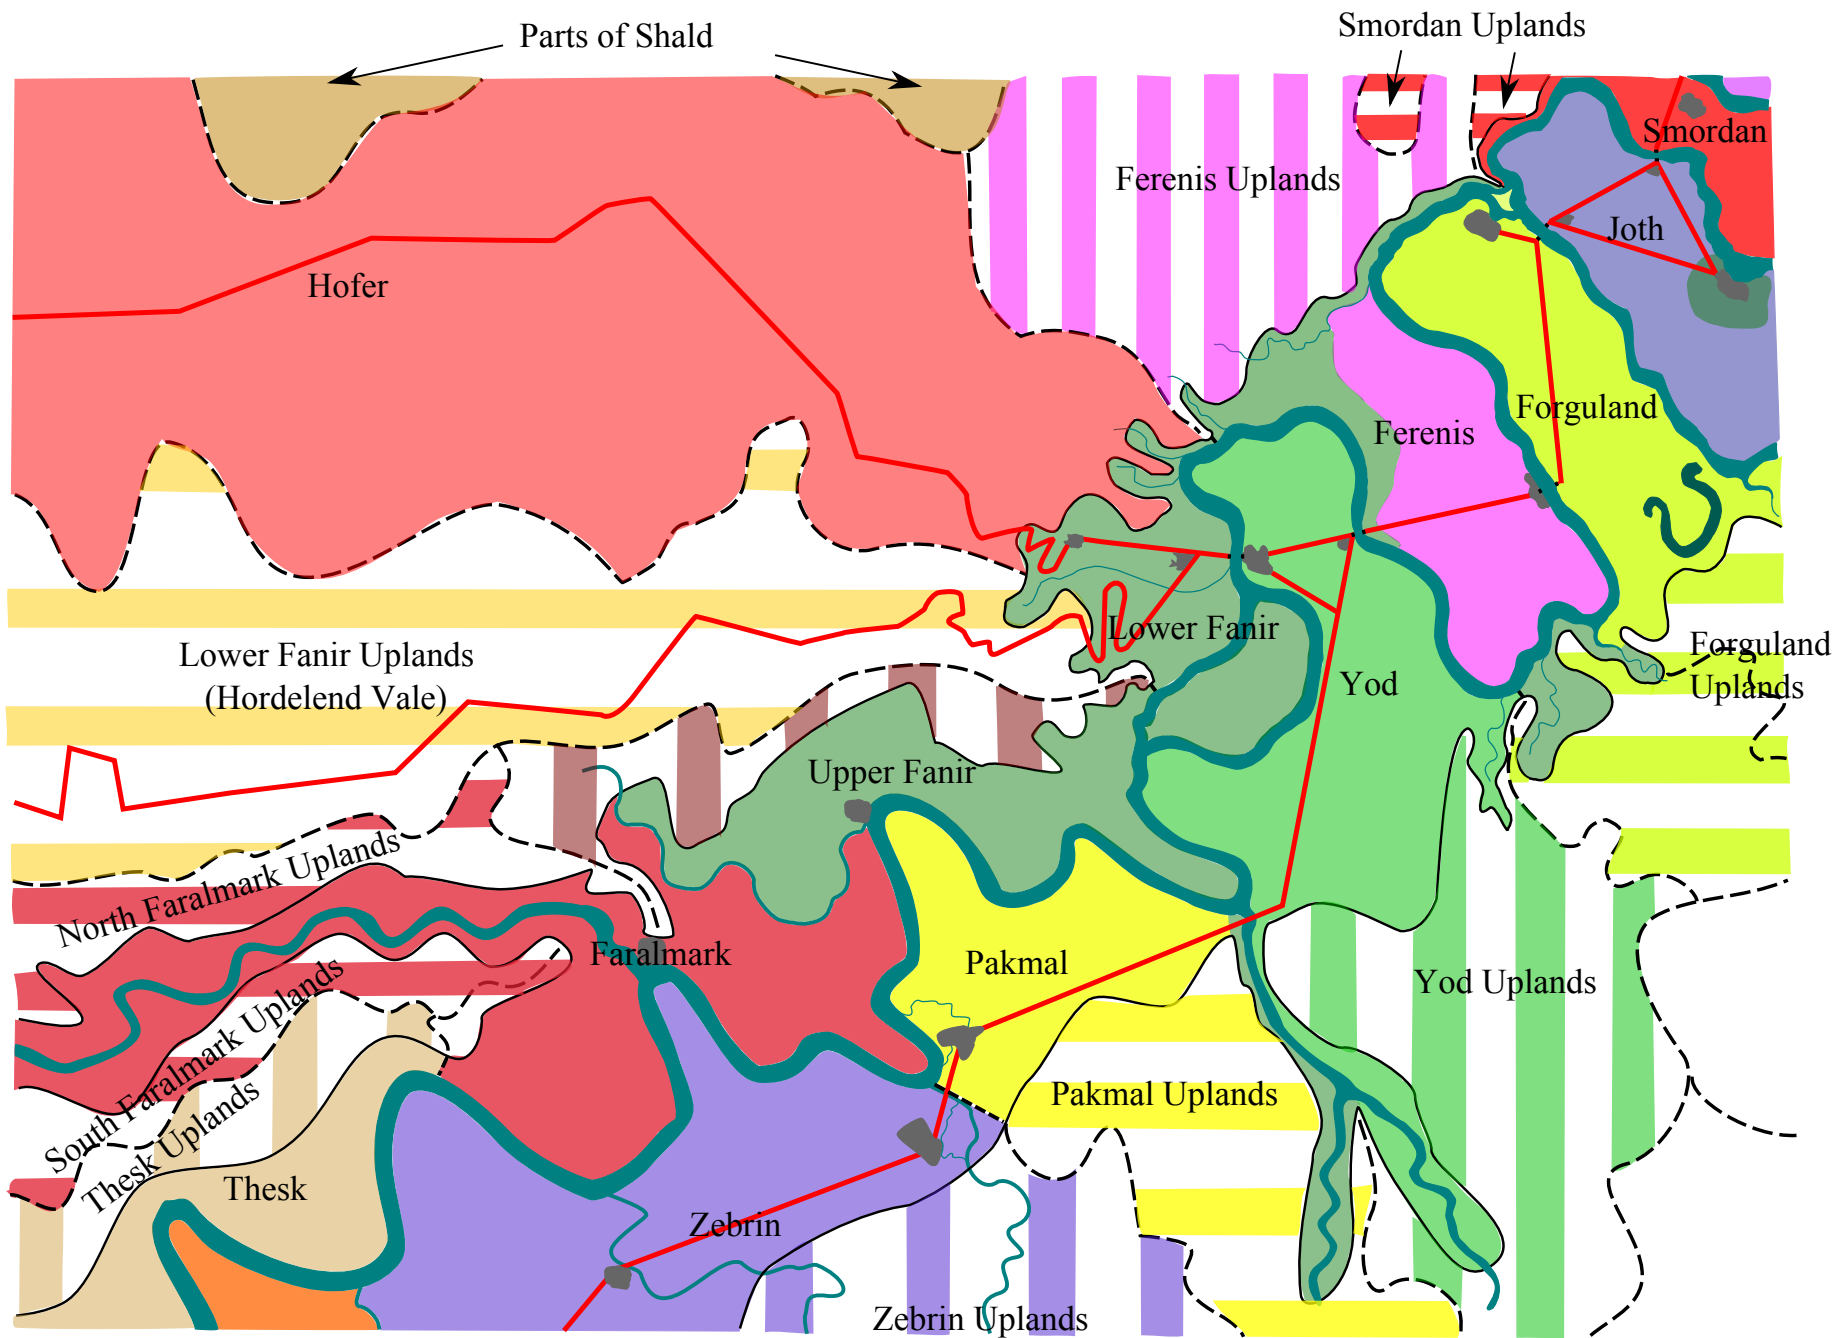 Smordan Uplands
Parts of Shald
Smordan
Ferenis Uplands
Joth
Hofer
Forguland
Ferenis
Lower Fanir
Forguland
Uplands
Lower Fanir Uplands
(Hordelend Vale)
Yod
Upper Fanir
North Faralmark Uplands
Faralmark
Pakmal
Yod Uplands
South Faralmark Uplands
Pakmal Uplands
Thesk Uplands
Thesk
Zebrin
Zebrin Uplands